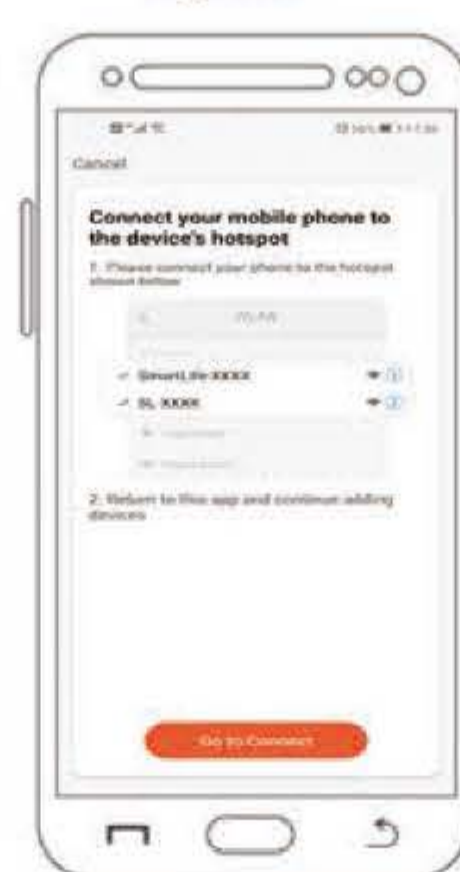 Cancel
Connect your mobile phone to
the device's hotspot
1. Please connect your phone to the hotspot
shown below
WLAN
SmartLife-XXXX
SL-XXXX
2. Return to this app and continue adding
devices
Go to Connect